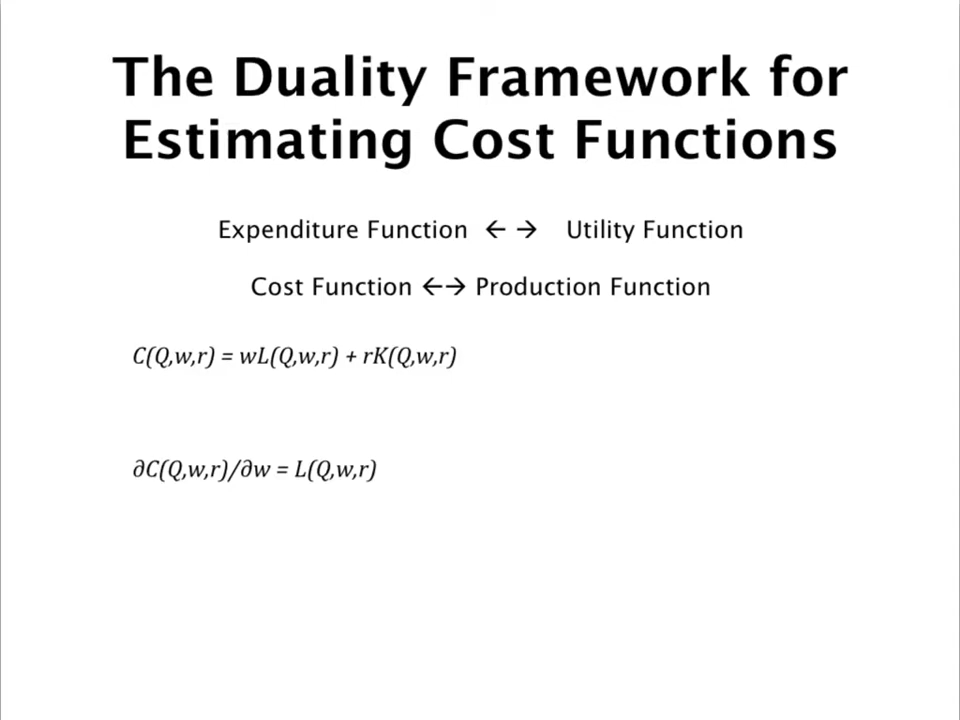 The Duality Framework for
Estimating Cost Functions
Expenditure Function ← → Utility Function
Cost Function ←→ Production Function
C(Q,w,r) = wL(Q,w,r) + rK(Q,w,r)
∂C(Q,w,r)/∂w = L(Q,w,r)